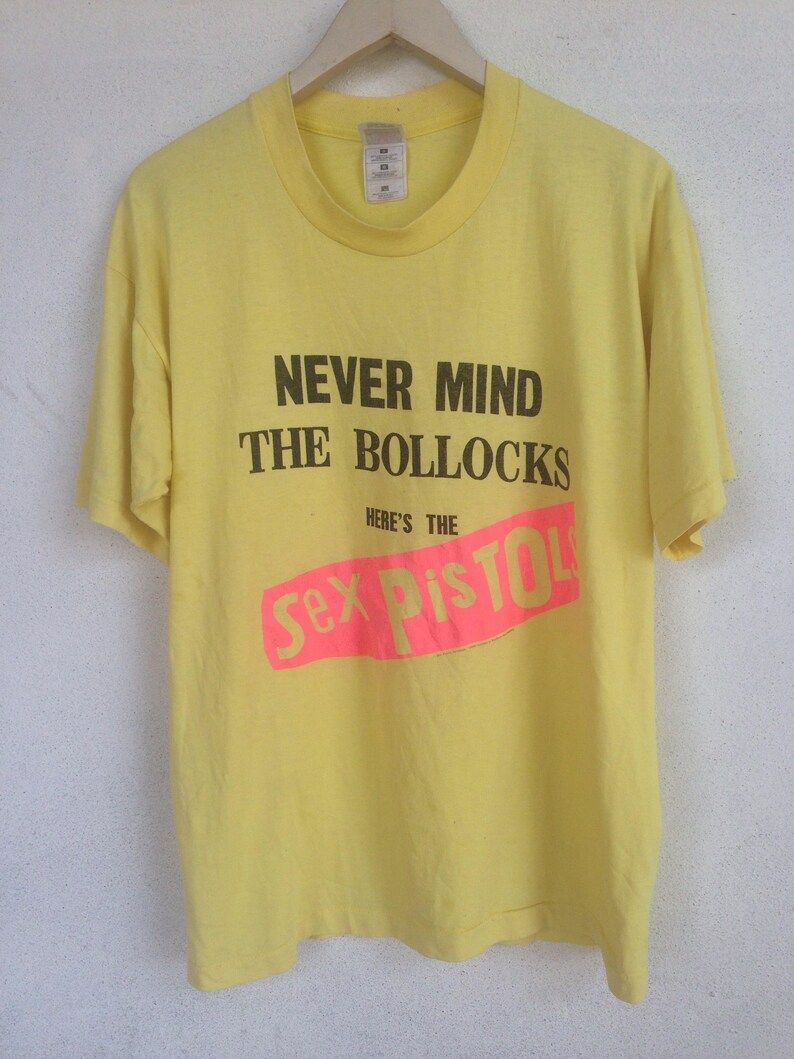 NEVER MIND
THE BOLLOCKS
HERE'S THE
SeX PiSTOLS